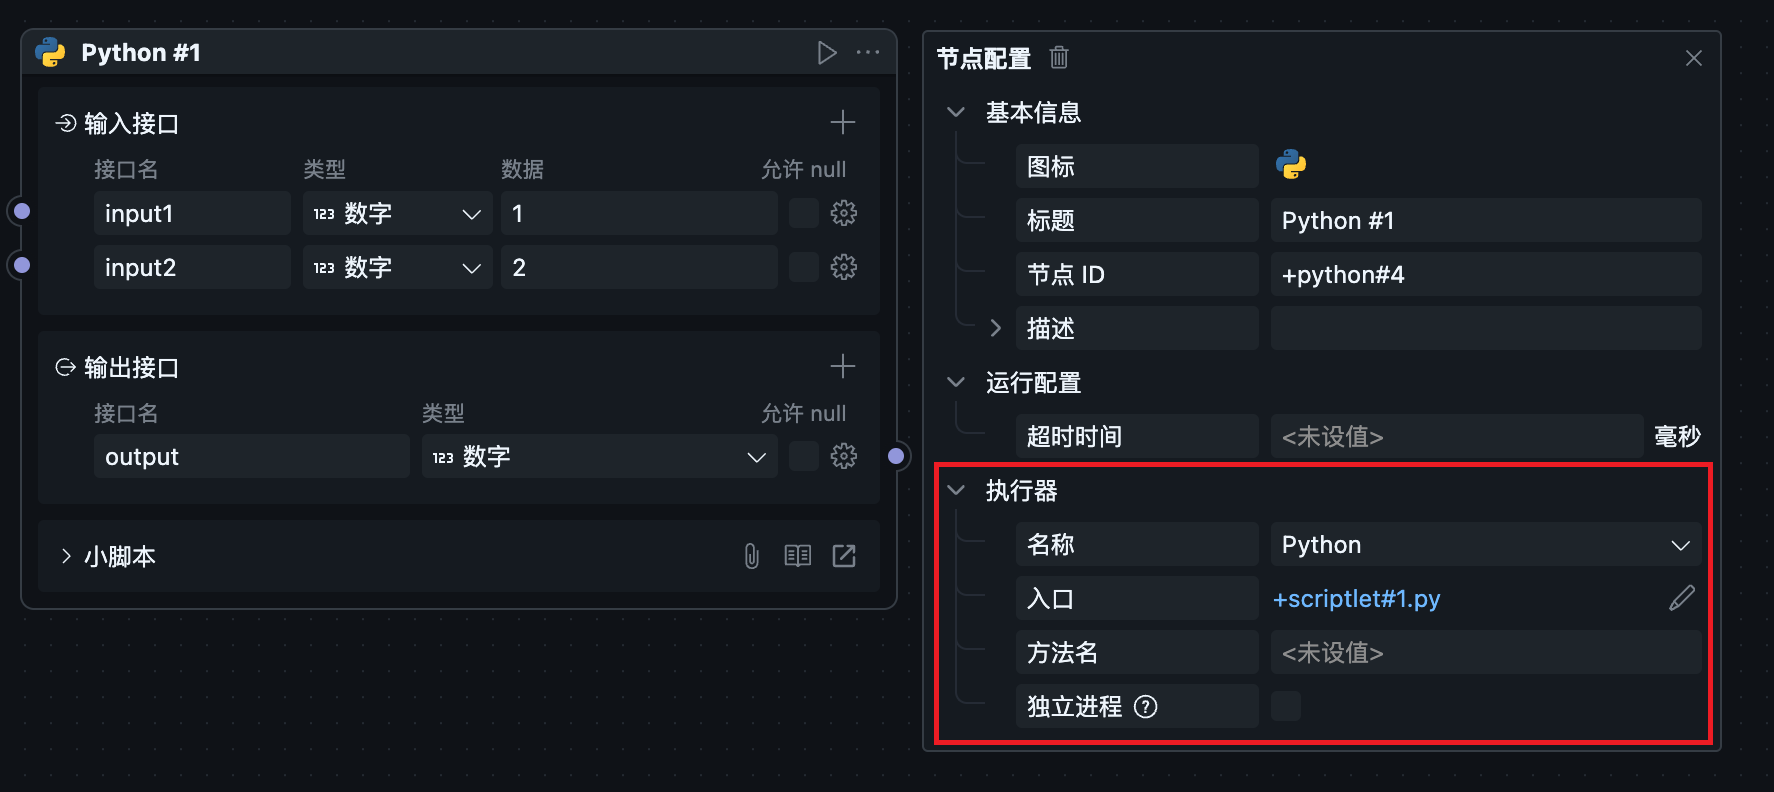 Python #1
输入接口
接口名 类型 数据 允许 null
input1 123 数字 1
input2 123 数字 2
输出接口
接口名 类型 允许 null
output 123 数字
小脚本
节点配置
基本信息
图标
标题 Python #1
节点 ID +python#4
描述
运行配置
超时时间 <未设值> 毫秒
执行器
名称 Python
入口 +scriptlet#1.py
方法名 <未设值>
独立进程 ?